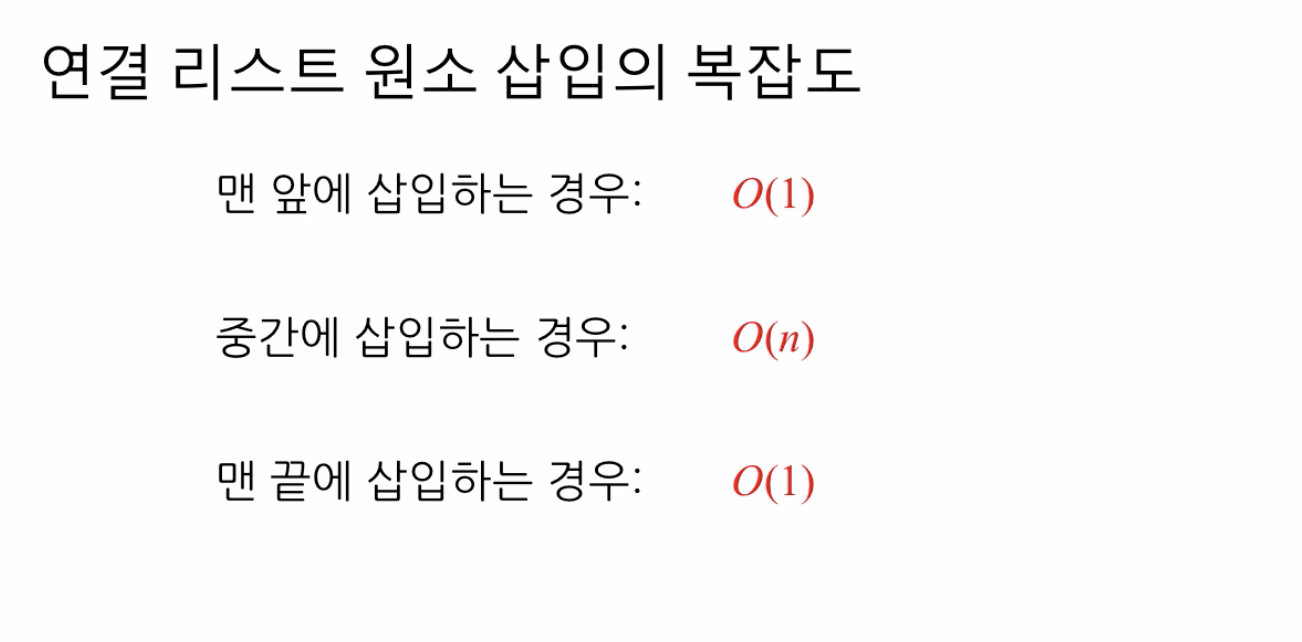 연결 리스트 원소 삽입의 복잡도
맨 앞에 삽입하는 경우: O(1)
중간에 삽입하는 경우: O(n)
맨 끝에 삽입하는 경우: O(1)